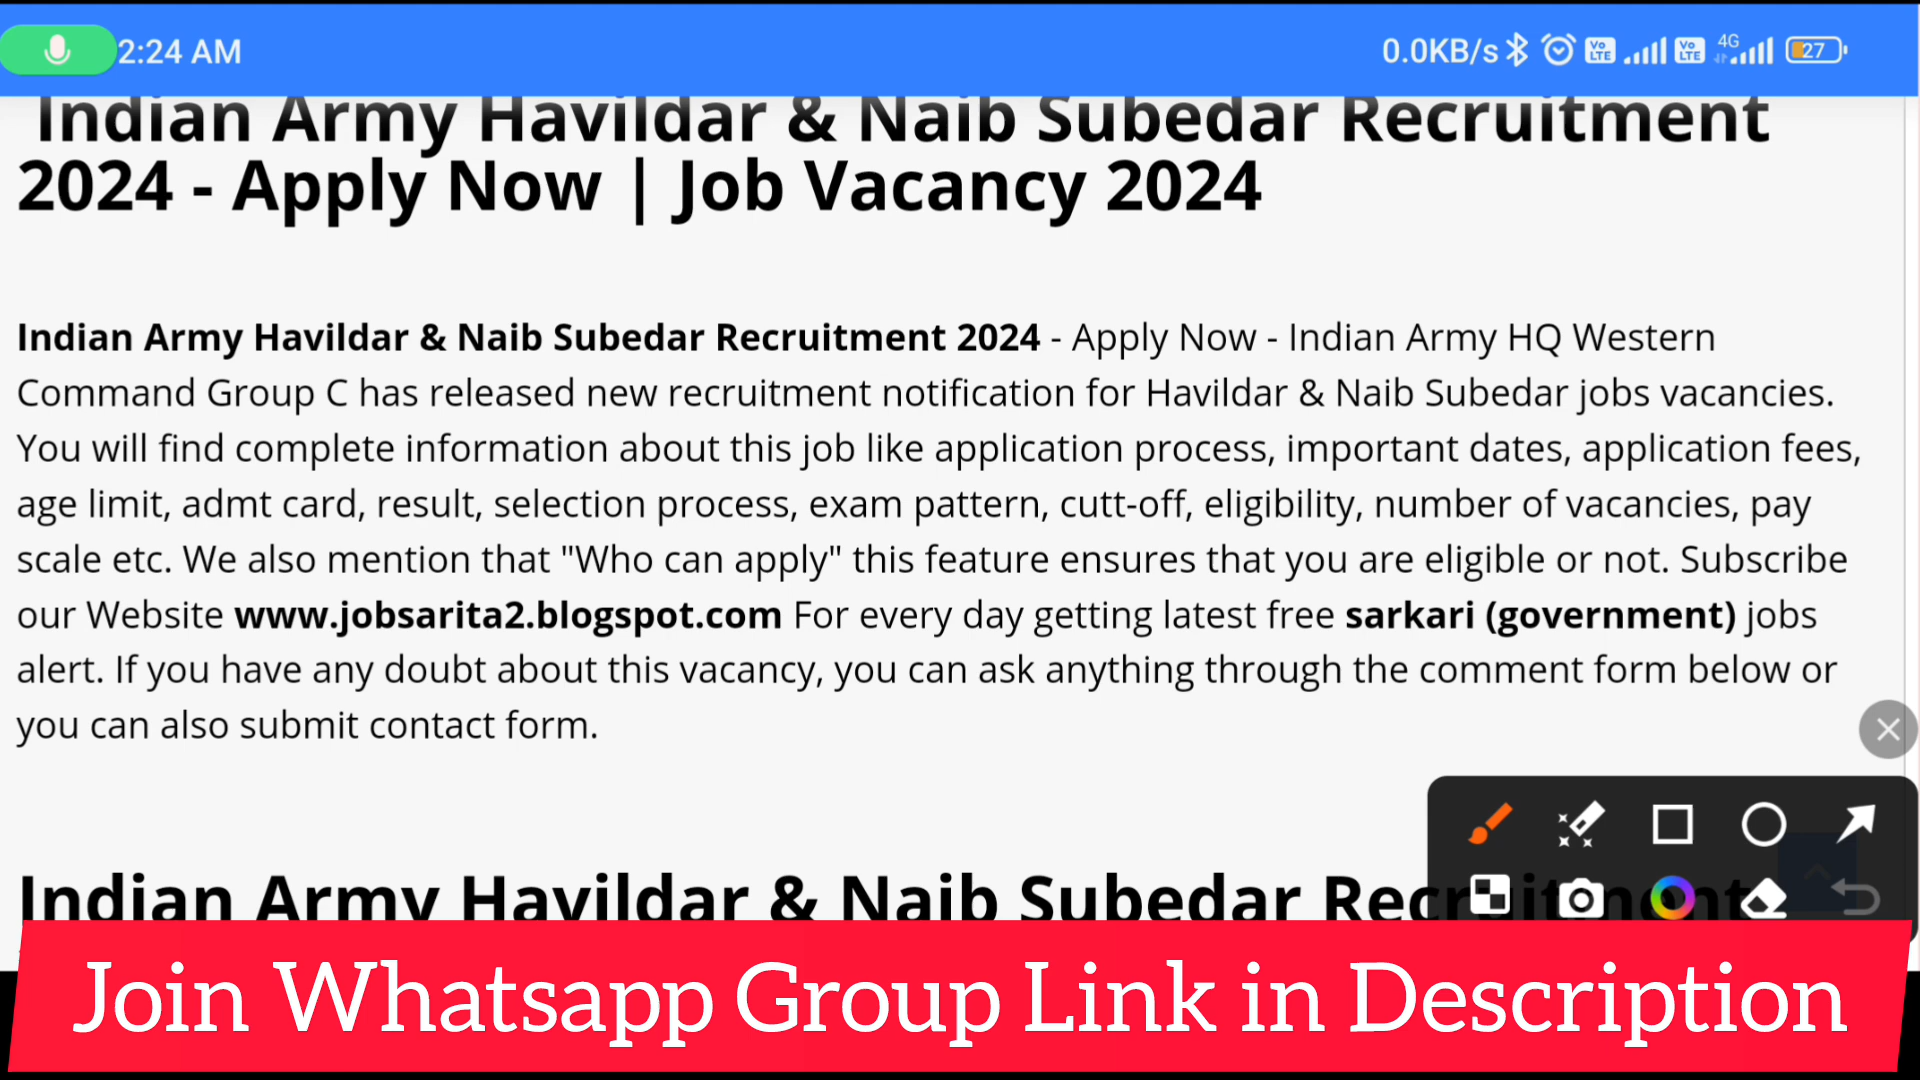 2:24 AM
0.0KB/s
Vo LTE
Vo LTE
4G
27
Indian Army Havildar & Naib Subedar Recruitment
2024 - Apply Now | Job Vacancy 2024
Indian Army Havildar & Naib Subedar Recruitment 2024 - Apply Now - Indian Army HQ Western
Command Group C has released new recruitment notification for Havildar & Naib Subedar jobs vacancies.
You will find complete information about this job like application process, important dates, application fees,
age limit, admt card, result, selection process, exam pattern, cutt-off, eligibility, number of vacancies, pay
scale etc. We also mention that "Who can apply" this feature ensures that you are eligible or not. Subscribe
our Website www.jobsarita2.blogspot.com For every day getting latest free sarkari (government) jobs
alert. If you have any doubt about this vacancy, you can ask anything through the comment form below or
you can also submit contact form.
Indian Army Havildar & Naib Subedar Recruitment
Join Whatsapp Group Link in Description